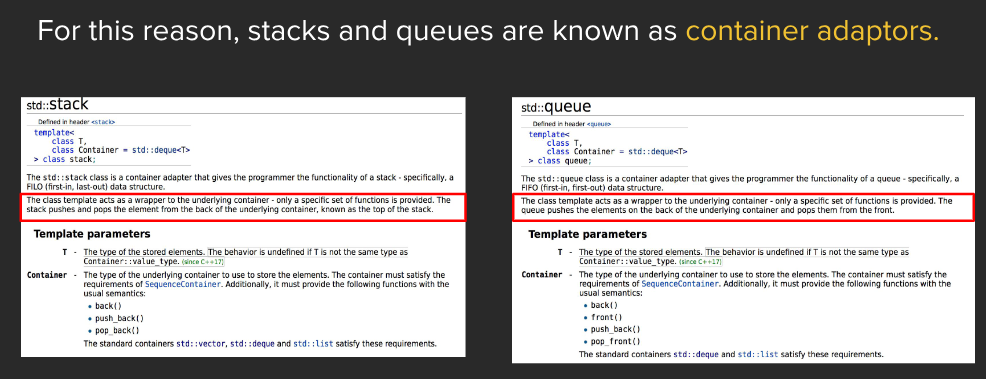 For this reason, stacks and queues are known as container adaptors.
std::stack
Defined in header <stack>
template<
class T,
class Container = std::deque<T>
> class stack;
The std::stack class is a container adapter that gives the programmer the functionality of a stack - specifically, a
FILO (first-in, last-out) data structure.
The class template acts as a wrapper to the underlying container - only a specific set of functions is provided. The
stack pushes and pops the element from the back of the underlying container, known as the top of the stack.
Template parameters
T - The type of the stored elements. The behavior is undefined if T is not the same type as
Container::value_type. (since C++17)
Container - The type of the underlying container to use to store the elements. The container must satisfy the
requirements of SequenceContainer. Additionally, it must provide the following functions with the
usual semantics:
• back()
• push_back()
• pop_back()
The standard containers std::vector, std::deque and std::list satisfy these requirements.
std::queue
Defined in header <queue>
template<
class T,
class Container = std::deque<T>
> class queue;
The std::queue class is a container adapter that gives the programmer the functionality of a queue - specifically, a
FIFO (first-in, first-out) data structure.
The class template acts as a wrapper to the underlying container - only a specific set of functions is provided. The
queue pushes the elements on the back of the underlying container and pops them from the front.
Template parameters
T - The type of the stored elements. The behavior is undefined if T is not the same type as
Container::value_type. (since C++17)
Container - The type of the underlying container to use to store the elements. The container must satisfy the
requirements of SequenceContainer. Additionally, it must provide the following functions with the
usual semantics:
• back()
• front()
• push_back()
• pop_front()
The standard containers std::deque and std::list satisfy these requirements.